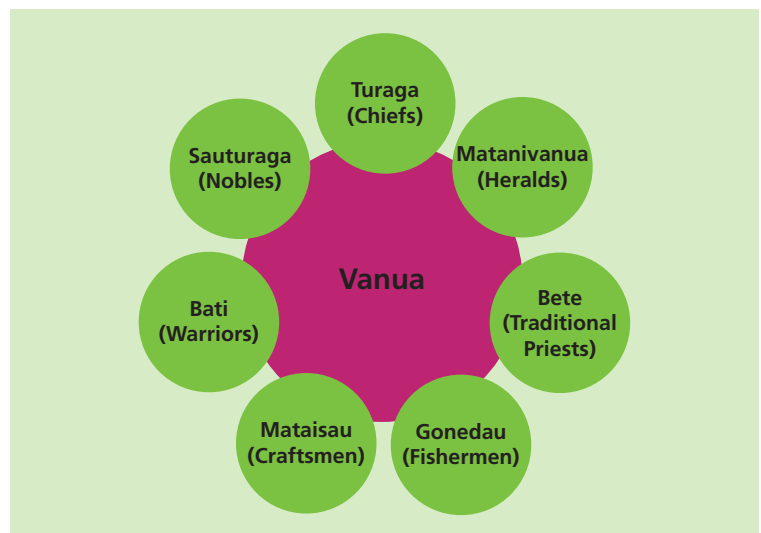 Turaga
(Chiefs)
Matanivanua
(Heralds)
Bete
(Traditional
Priests)
Gonedau
(Fishermen)
Mataisau
(Craftsmen)
Bati
(Warriors)
Sauturaga
(Nobles)
Vanua